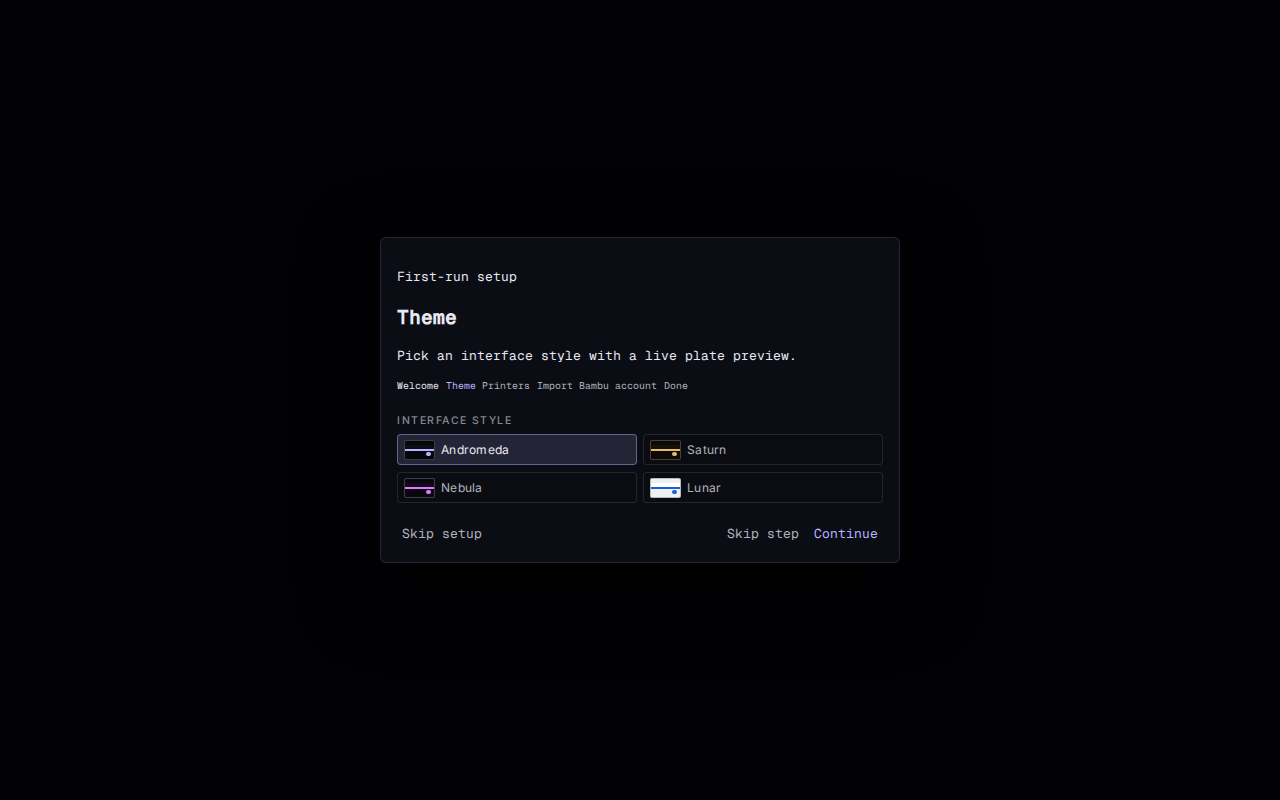 First-run setup
Theme
Pick an interface style with a live plate preview.
Welcome Theme Printers Import Bambu account Done
INTERFACE STYLE
Andromeda Saturn
Nebula Lunar
Skip setup Skip step Continue